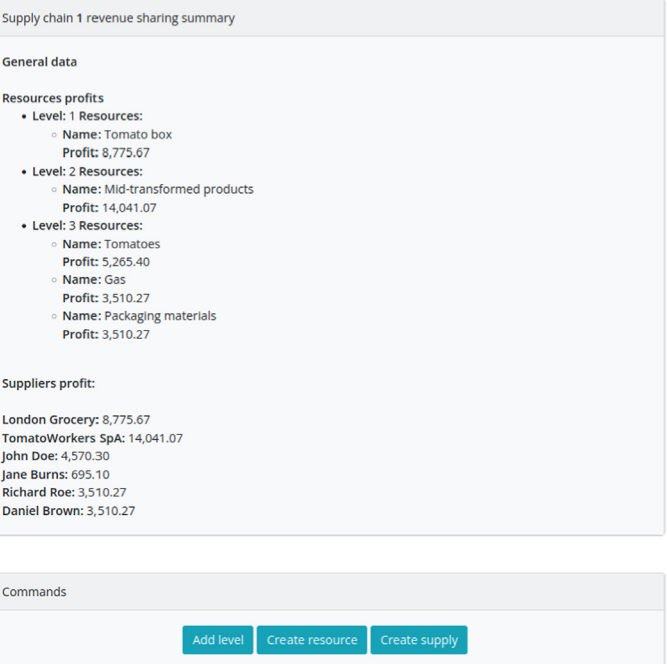 Supply chain 1 revenue sharing summary
General data
Resources profits
Level: 1 Resources:
Name: Tomato box
Profit: 8,775.67
Level: 2 Resources:
Name: Mid-transformed products
Profit: 14,041.07
Level: 3 Resources:
Name: Tomatoes
Profit: 5,265.40
Name: Gas
Profit: 3,510.27
Name: Packaging materials
Profit: 3,510.27
Suppliers profit:
London Grocery: 8,775.67
TomatoWorkers SpA: 14,041.07
John Doe: 4,570.30
Jane Burns: 695.10
Richard Roe: 3,510.27
Daniel Brown: 3,510.27
Commands
Add level Create resource Create supply